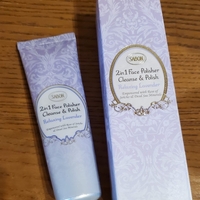 SABON
2in1 Face Polisher
Cleanse & Polish
Relaxing Lavender
SABON
2in1 Face Polisher
Cleanse & Polish
Relaxing Lavender